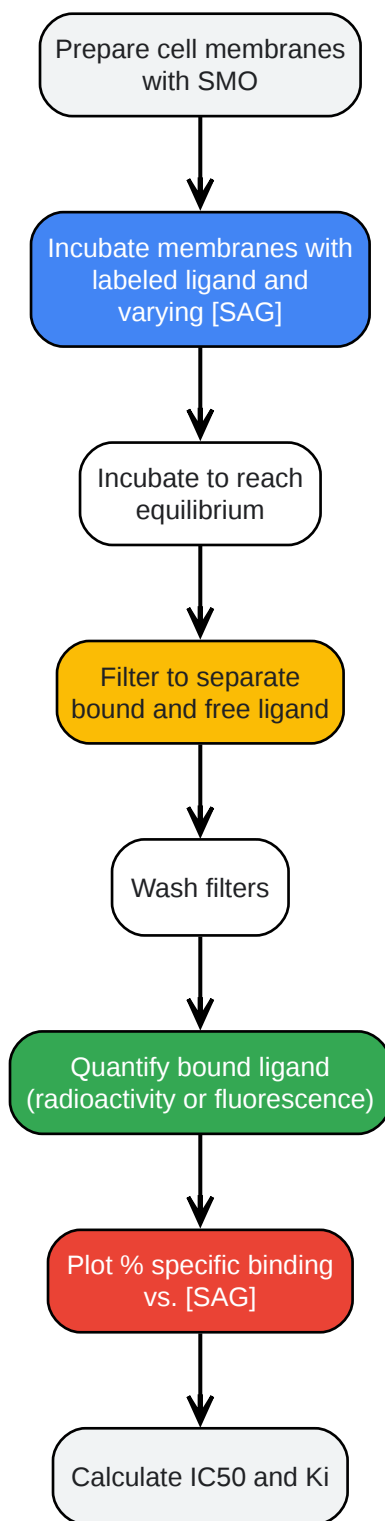 Prepare cell membranes
with SMO
Incubate membranes with
labeled ligand and
varying [SAG]
Incubate to reach
equilibrium
Filter to separate
bound and free ligand
Wash filters
Quantify bound ligand
(radioactivity or fluorescence)
Plot % specific binding
vs. [SAG]
Calculate IC50 and Ki